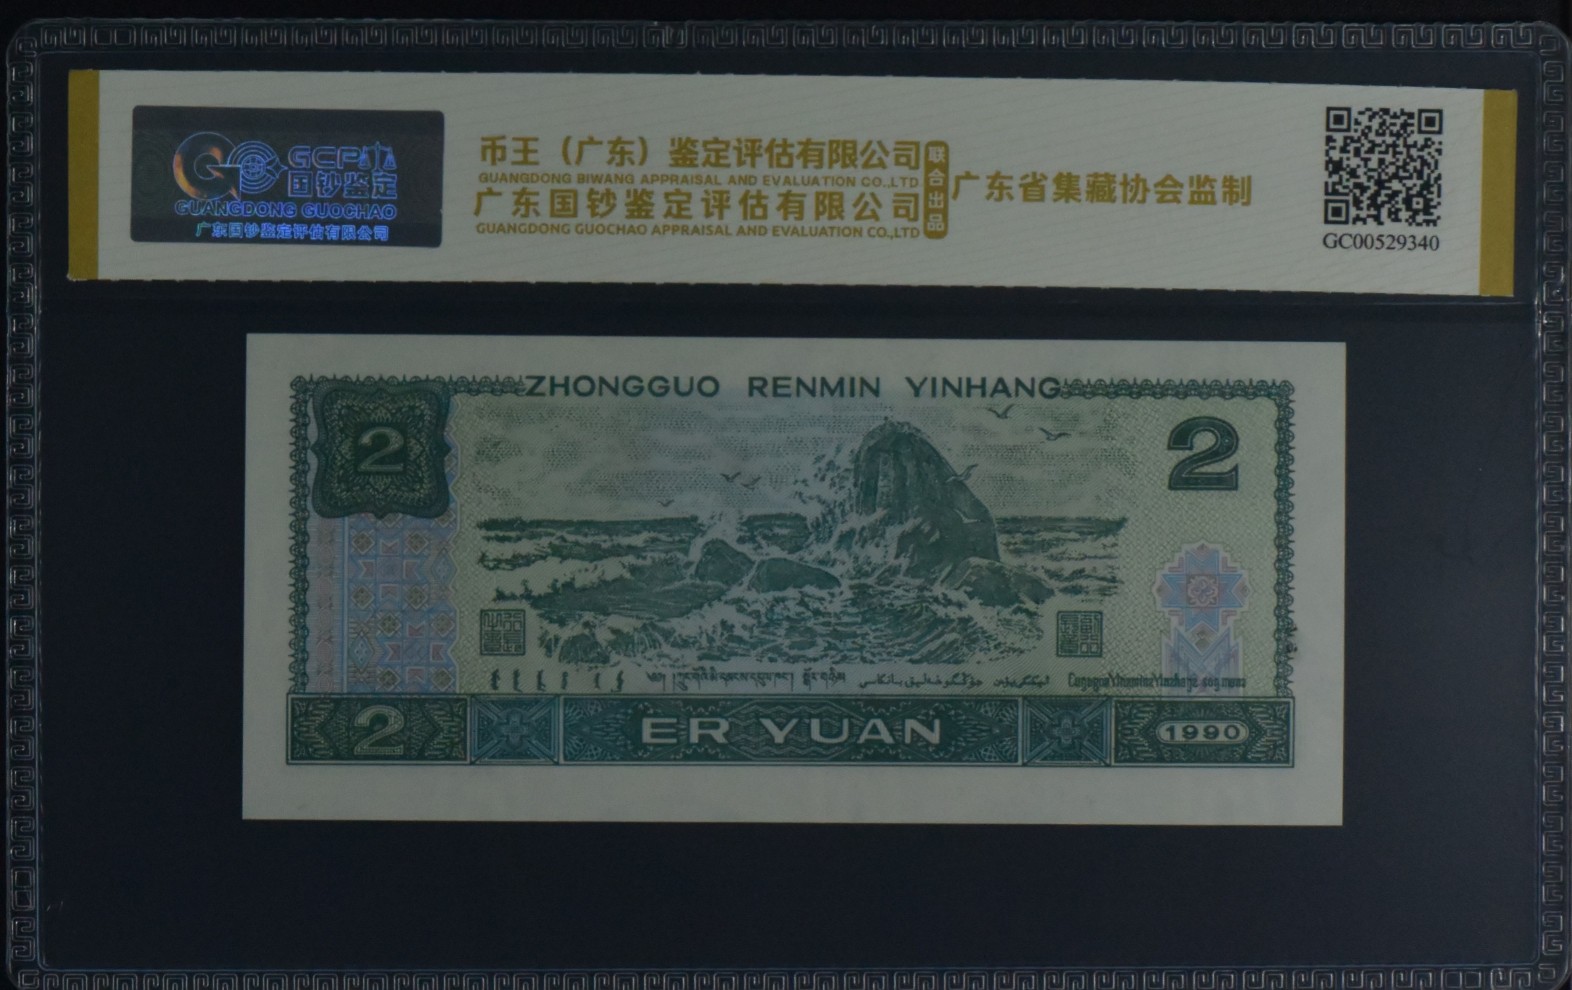 GCP
国钞鉴定
GUANGDONG GUOCHAO
广东国钞鉴定评估有限公司
币王（广东）鉴定评估有限公司
GUANGDONG BIWANG APPRAISAL AND EVALUATION CO.,LTD
广东国钞鉴定评估有限公司
GUANGDONG GUOCHAO APPRAISAL AND EVALUATION CO.,LTD
联合出品
广东省集藏协会监制
GC00529340
ZHONGGUO RENMIN YINHANG
2
2
2
ER YUAN
1990